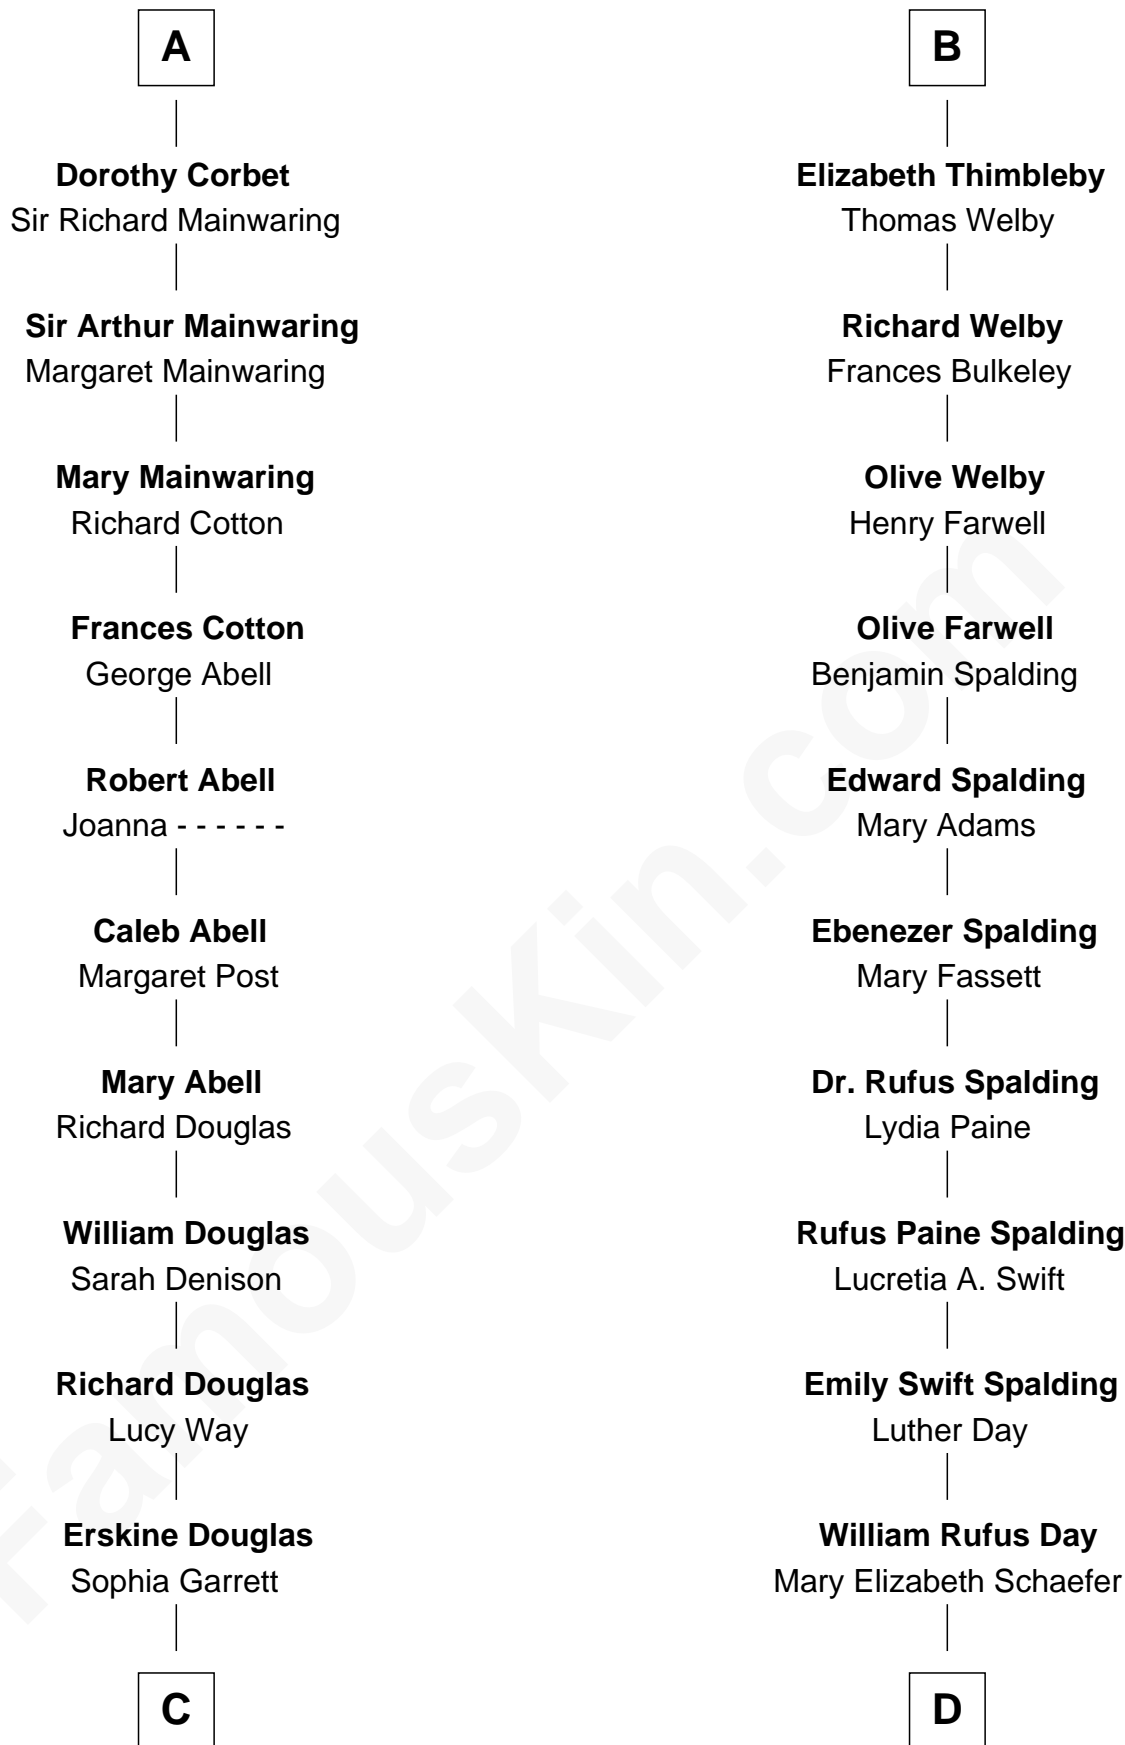 A
Dorothy Corbet
Sir Richard Mainwaring
Sir Arthur Mainwaring
Margaret Mainwaring
Mary Mainwaring
Richard Cotton
Frances Cotton
George Abell
Robert Abell
Joanna - - - - - -
Caleb Abell
Margaret Post
Mary Abell
Richard Douglas
William Douglas
Sarah Denison
Richard Douglas
Lucy Way
Erskine Douglas
Sophia Garrett
C
B
Elizabeth Thimbleby
Thomas Welby
Richard Welby
Frances Bulkeley
Olive Welby
Henry Farwell
Olive Farwell
Benjamin Spalding
Edward Spalding
Mary Adams
Ebenezer Spalding
Mary Fassett
Dr. Rufus Spalding
Lydia Paine
Rufus Paine Spalding
Lucretia A. Swift
Emily Swift Spalding
Luther Day
William Rufus Day
Mary Elizabeth Schaefer
D
FamousKin.com